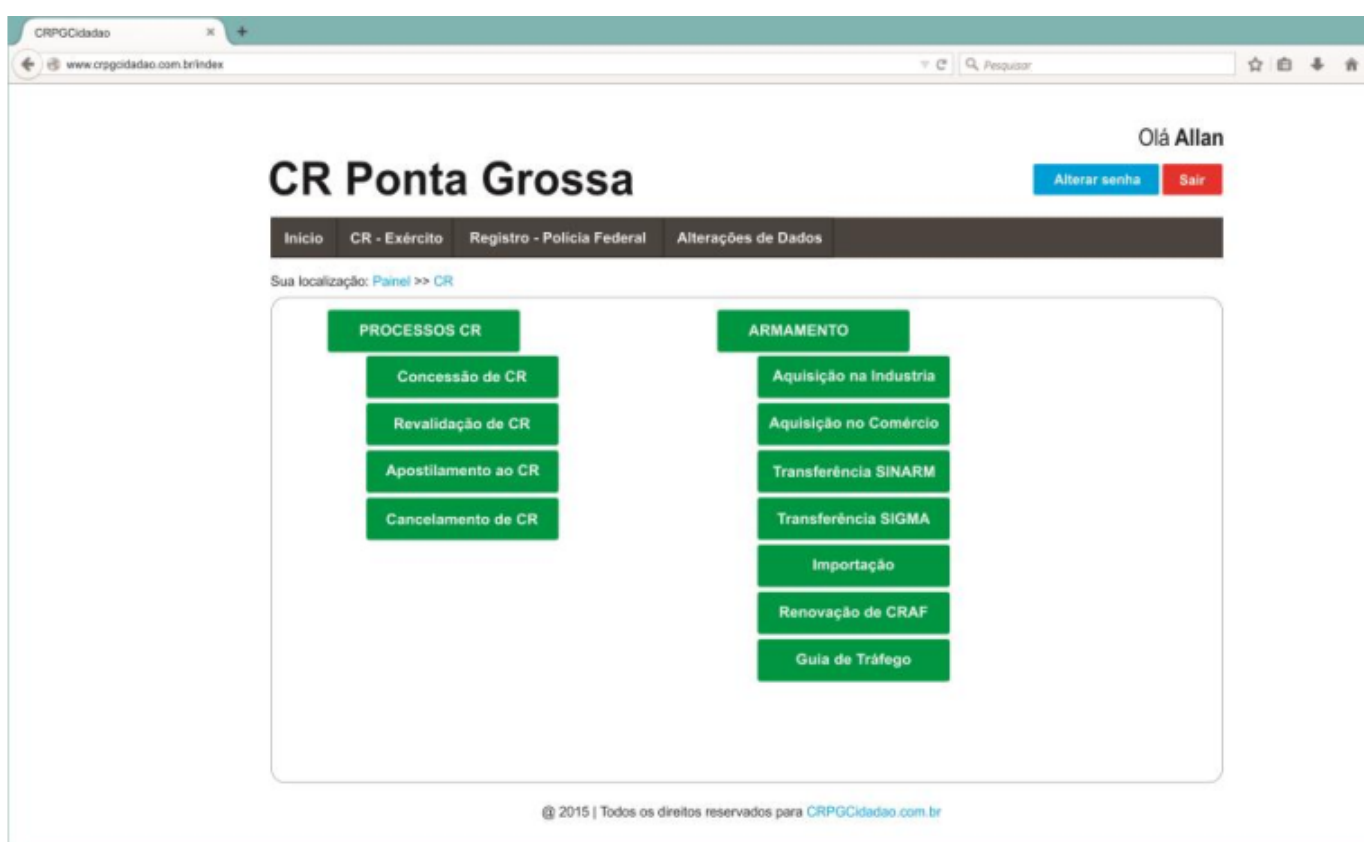 CRPGCidadao
www.crpgcidadao.com.br/index
Pesquisar
Olá Allan
CR Ponta Grossa
Alterar senha
Sair
Inicio
CR - Exército
Registro - Polícia Federal
Alterações de Dados
Sua localização: Painel >> CR
PROCESSOS CR
Concessão de CR
Revalidação de CR
Apostilamento ao CR
Cancelamento de CR
ARMAMENTO
Aquisição na Industria
Aquisição no Comércio
Transferência SINARM
Transferência SIGMA
Importação
Renovação de CRAF
Guia de Tráfego
@ 2015 | Todos os direitos reservados para CRPGCidadao.com.br